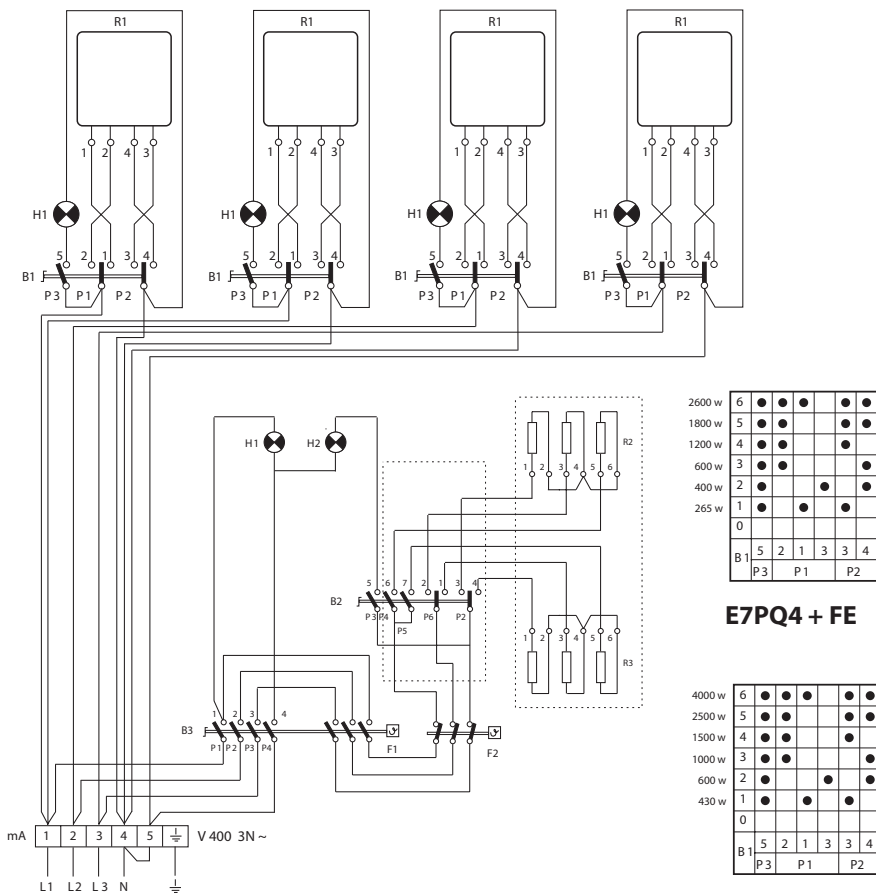 R1 R1 R1 R1
1 2 4 3 1 2 4 3 1 2 4 3 1 2 4 3
H1 H1 H1 H1
5 2 1 3 4 5 2 1 3 4 5 2 1 3 4 5 2 1 3 4
B1 B1 B1 B1
P3 P1 P2 P3 P1 P2 P3 P1 P2 P3 P1 P2
2600 w 6
1800 w 5
1200 w 4
600 w 3
400 w 2
265 w 1
0
B1 5 2 1 3 3 4
P3 P1 P2
E7PQ4 + FE
H1 H2 R2
1 2 3 4 5 6
5 6 7 2 1 3 4
B2
P3 P4 P6 P2
P5
1 2 3 4 5 6
R3
1 2 3 4
B3
P1 P2 P3 P4 F1 F2
4000 w 6
2500 w 5
1500 w 4
1000 w 3
600 w 2
430 w 1
0
B1 5 2 1 3 3 4
P3 P1 P2
mA 1 2 3 4 5 V 400 3N ~
L1 L2 L3 N